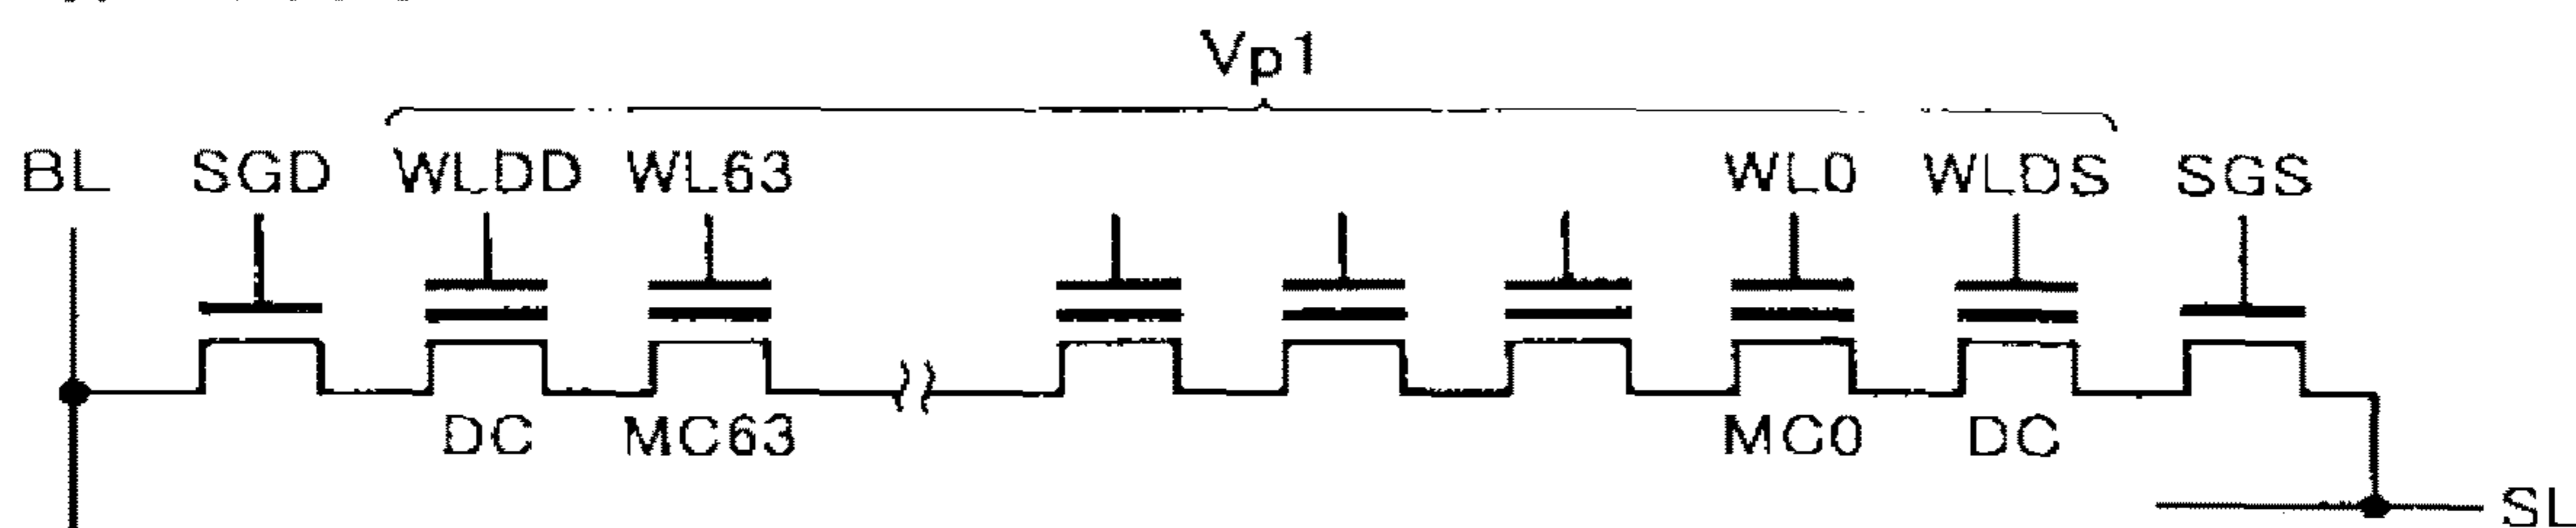 Vp1
BL SGD WLDD WL63 WL0 WLDS SGS
DC MC63 MC0 DC
SL